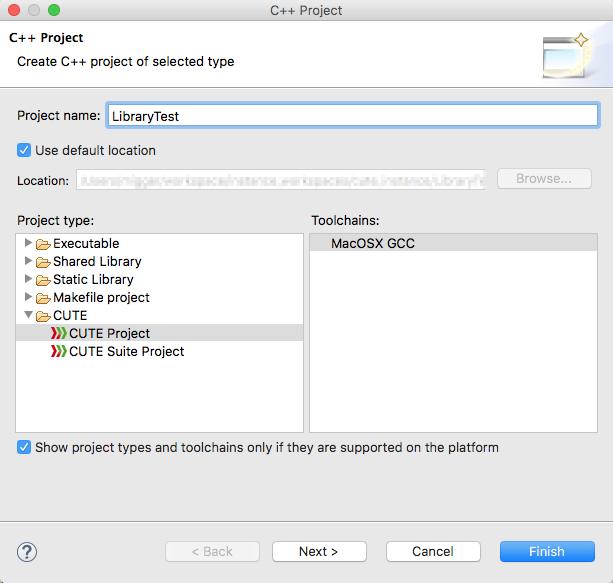 C++ Project
C++ Project
Create C++ project of selected type
Project name: LibraryTest
Use default location
Location: Browse...
Project type: Toolchains:
Executable MacOSX GCC
Shared Library
Static Library
Makefile project
CUTE
CUTE Project
CUTE Suite Project
Show project types and toolchains only if they are supported on the platform
? < Back Next > Cancel Finish